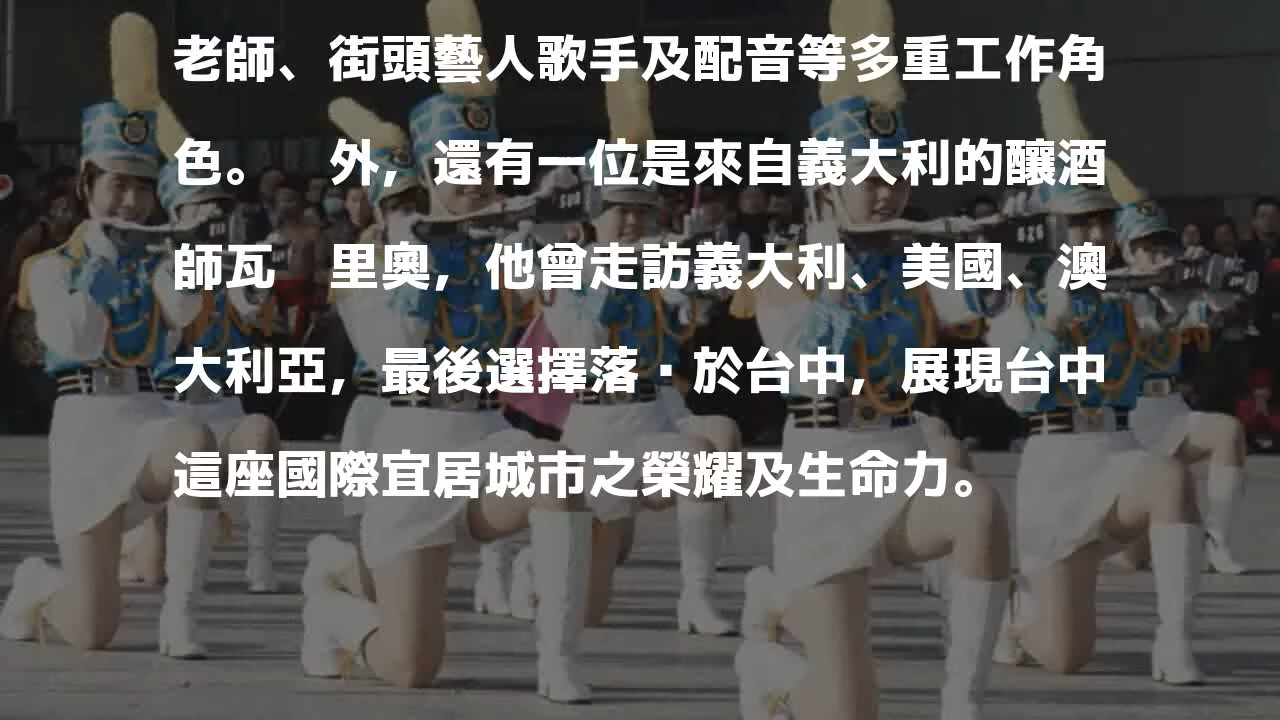 老師、街頭藝人歌手及配音等多重工作角
色。　外，還有一位是來自義大利的釀酒
師瓦　里奧，他曾走訪義大利、美國、澳
大利亞，最後選擇落·於台中，展現台中
這座國際宜居城市之榮耀及生命力。